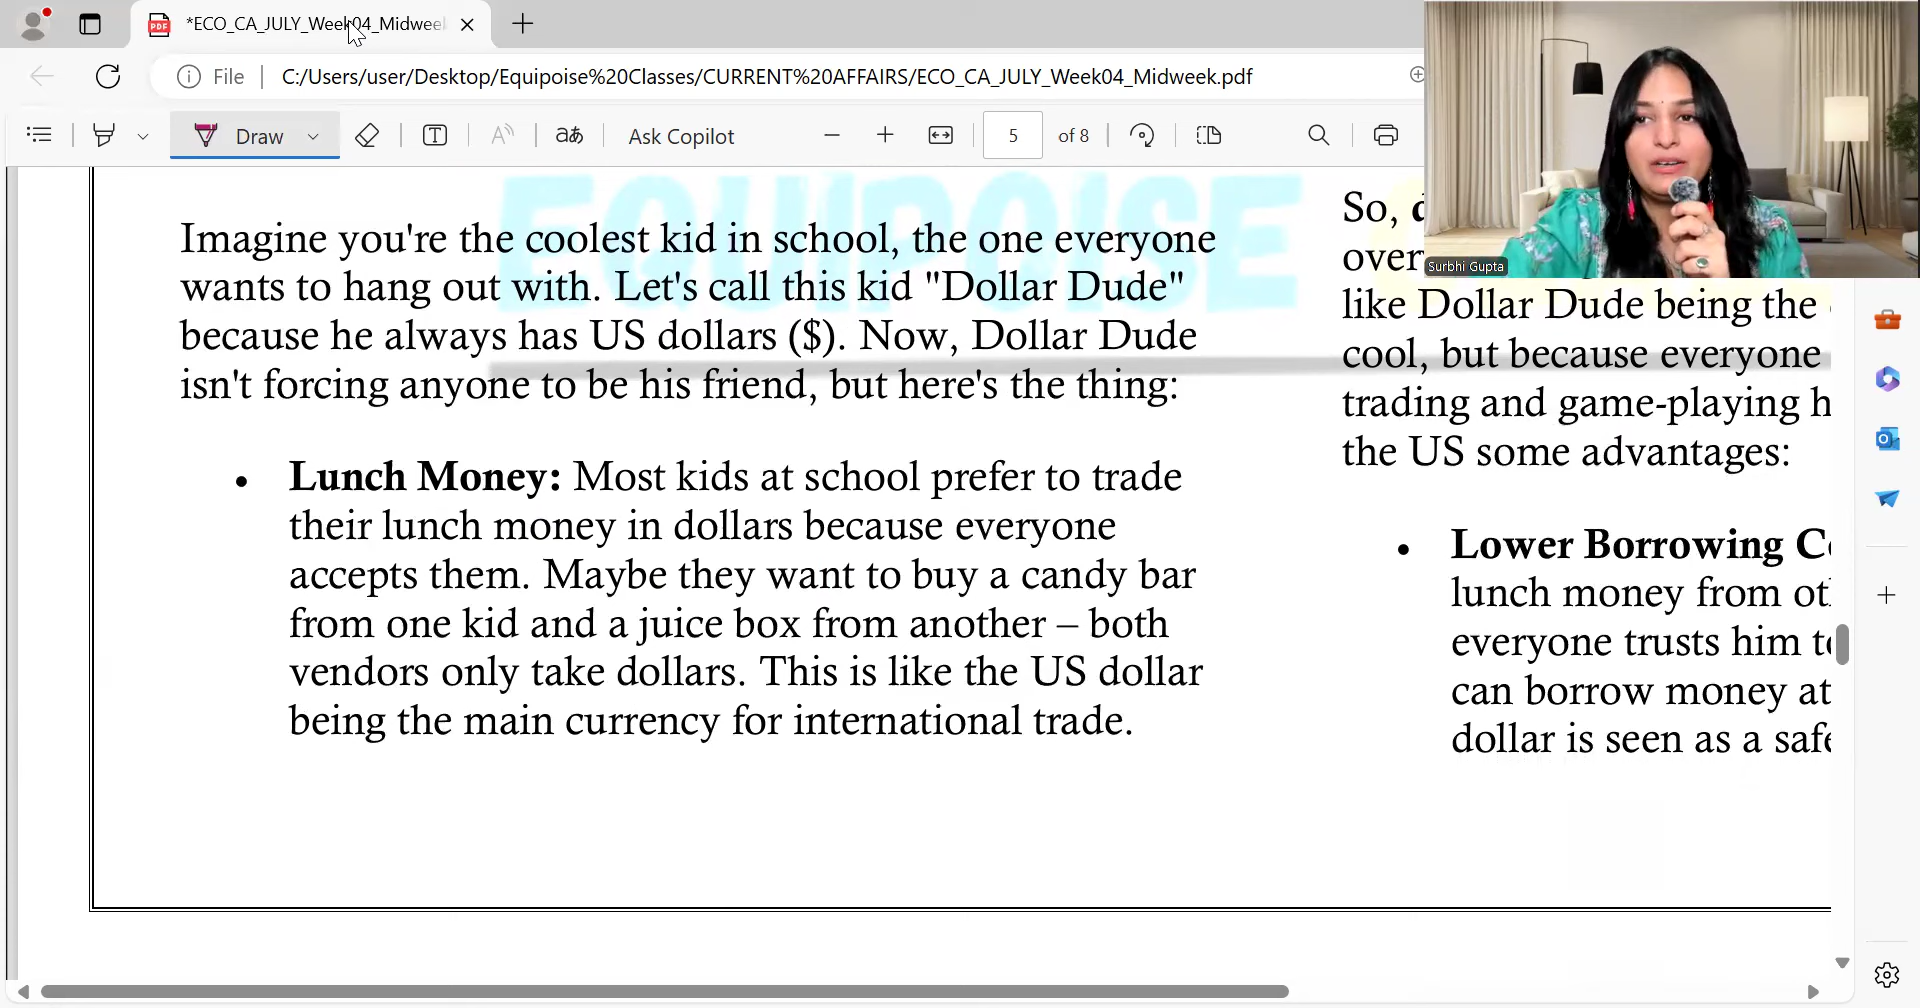 *ECO_CA_JULY_Week04_Midwee
File
C:/Users/user/Desktop/Equipoise%20Classes/CURRENT%20AFFAIRS/ECO_CA_JULY_Week04_Midweek.pdf
Draw
Ask Copilot
5
of 8
Surbhi Gupta
EQUIPOISE
Imagine you're the coolest kid in school, the one everyone
wants to hang out with. Let's call this kid "Dollar Dude"
because he always has US dollars ($). Now, Dollar Dude
isn't forcing anyone to be his friend, but here's the thing:
• Lunch Money: Most kids at school prefer to trade
their lunch money in dollars because everyone
accepts them. Maybe they want to buy a candy bar
from one kid and a juice box from another – both
vendors only take dollars. This is like the US dollar
being the main currency for international trade.
So,
over
like Dollar Dude being the
cool, but because everyone
trading and game-playing h
the US some advantages:
• Lower Borrowing C
lunch money from ot
everyone trusts him t
can borrow money at
dollar is seen as a safe